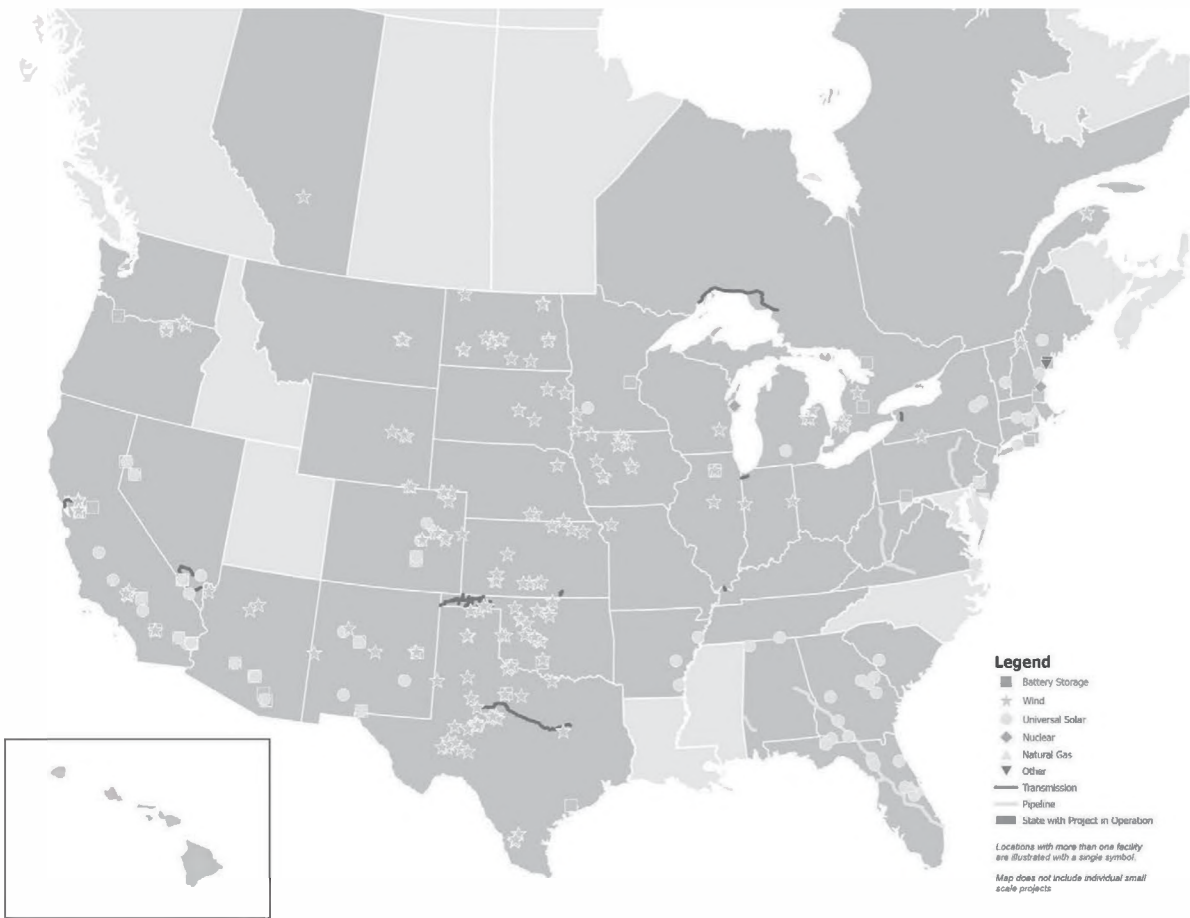 Legend
Battery Storage
Wind
Universal Solar
Nuclear
Natural Gas
Other
Transmission
Pipeline
State with Project in Operation
Locations with more than one facility
are illustrated with a single symbol.
Map does not include individual small
scale projects